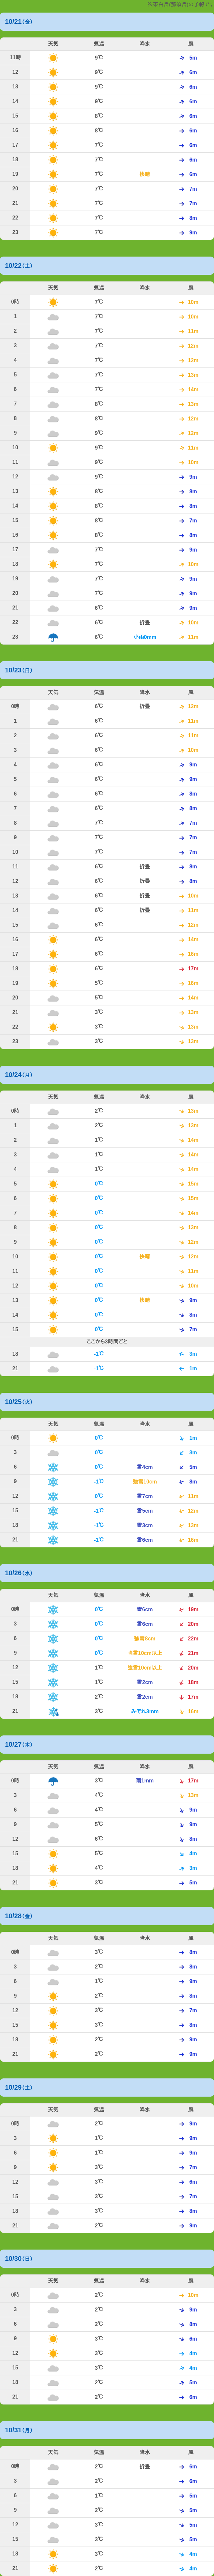 10/21(金)
天気 気温 降水 風
11時 9℃ 5m
12 9℃ 6m
13 9℃ 6m
14 9℃ 6m
15 8℃ 6m
16 8℃ 6m
17 7℃ 6m
18 7℃ 6m
19 7℃ 快晴 6m
20 7℃ 7m
21 7℃ 7m
22 7℃ 8m
23 7℃ 9m
10/22(土)
天気 気温 降水 風
0時 7℃ 10m
1 7℃ 10m
2 7℃ 11m
3 7℃ 12m
4 7℃ 12m
5 7℃ 13m
6 7℃ 14m
7 8℃ 13m
8 8℃ 12m
9 9℃ 12m
10 9℃ 11m
11 9℃ 10m
12 9℃ 9m
13 8℃ 8m
14 8℃ 8m
15 8℃ 7m
16 8℃ 8m
17 7℃ 9m
18 7℃ 10m
19 7℃ 9m
20 7℃ 9m
21 6℃ 9m
22 6℃ 折畳 10m
23 6℃ 小雨0mm 11m
10/23(日)
天気 気温 降水 風
0時 6℃ 折畳 12m
1 6℃ 11m
2 6℃ 11m
3 6℃ 10m
4 6℃ 9m
5 6℃ 9m
6 6℃ 8m
7 6℃ 8m
8 7℃ 7m
9 7℃ 7m
10 7℃ 7m
11 6℃ 折畳 8m
12 6℃ 折畳 8m
13 6℃ 折畳 10m
14 6℃ 折畳 11m
15 6℃ 12m
16 6℃ 14m
17 6℃ 16m
18 6℃ 17m
19 5℃ 16m
20 5℃ 14m
21 3℃ 13m
22 3℃ 13m
23 3℃ 13m
10/24(月)
天気 気温 降水 風
0時 2℃ 13m
1 2℃ 13m
2 1℃ 14m
3 1℃ 14m
4 1℃ 14m
5 0℃ 15m
6 0℃ 15m
7 0℃ 14m
8 0℃ 13m
9 0℃ 12m
10 0℃ 快晴 12m
11 0℃ 11m
12 0℃ 10m
13 0℃ 快晴 9m
14 0℃ 8m
15 0℃ 7m
ここから3時間ごと
18 -1℃ 3m
21 -1℃ 1m
10/25(火)
天気 気温 降水 風
0時 0℃ 1m
3 0℃ 3m
6 0℃ 雪4cm 5m
9 -1℃ 強雪10cm 8m
12 0℃ 雪7cm 11m
15 -1℃ 雪5cm 12m
18 -1℃ 雪3cm 13m
21 -1℃ 雪6cm 16m
10/26(水)
天気 気温 降水 風
0時 0℃ 雪6cm 19m
3 0℃ 雪6cm 20m
6 0℃ 強雪8cm 22m
9 0℃ 強雪10cm以上 21m
12 1℃ 強雪10cm以上 20m
15 1℃ 雪2cm 18m
18 2℃ 雪2cm 17m
21 3℃ みぞれ3mm 16m
10/27(木)
天気 気温 降水 風
0時 3℃ 雨1mm 17m
3 4℃ 13m
6 4℃ 9m
9 5℃ 9m
12 6℃ 8m
15 5℃ 4m
18 4℃ 3m
21 3℃ 5m
10/28(金)
天気 気温 降水 風
0時 3℃ 8m
3 2℃ 8m
6 1℃ 9m
9 2℃ 8m
12 3℃ 7m
15 3℃ 8m
18 2℃ 9m
21 2℃ 9m
10/29(土)
天気 気温 降水 風
0時 2℃ 9m
3 1℃ 9m
6 1℃ 9m
9 3℃ 7m
12 3℃ 6m
15 3℃ 7m
18 3℃ 8m
21 2℃ 9m
10/30(日)
天気 気温 降水 風
0時 2℃ 10m
3 2℃ 9m
6 2℃ 8m
9 3℃ 6m
12 3℃ 4m
15 3℃ 4m
18 2℃ 5m
21 2℃ 6m
10/31(月)
天気 気温 降水 風
0時 2℃ 折畳 6m
3 2℃ 6m
6 1℃ 5m
9 2℃ 5m
12 3℃ 5m
15 3℃ 5m
18 3℃ 4m
21 2℃ 4m